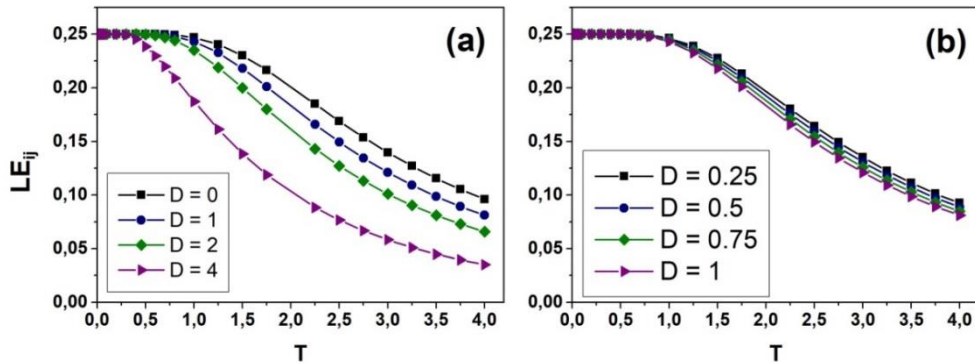 (a)
LE_ij
0,25
0,20
0,15
0,10
0,05
0,00
D = 0
D = 1
D = 2
D = 4
0,0 0,5 1,0 1,5 2,0 2,5 3,0 3,5 4,0
T
(b)
0,25
0,20
0,15
0,10
0,05
0,00
D = 0.25
D = 0.5
D = 0.75
D = 1
0,0 0,5 1,0 1,5 2,0 2,5 3,0 3,5 4,0
T